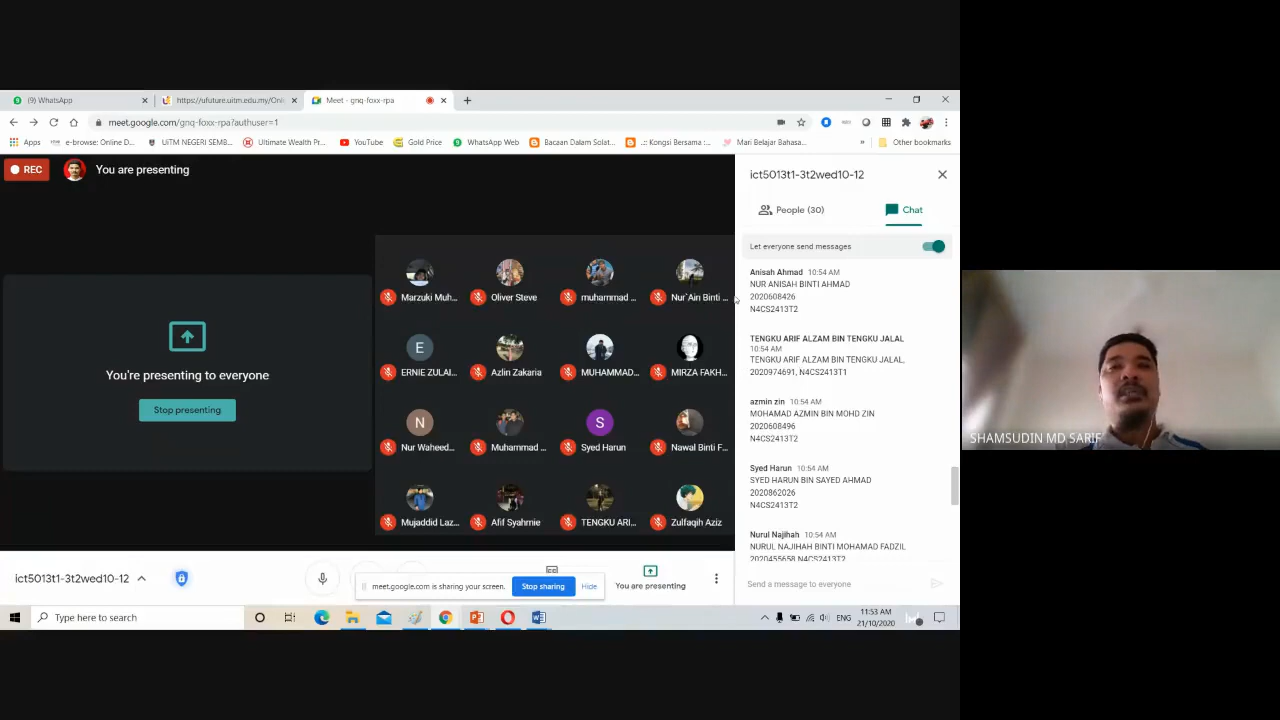 (9) WhatsApp
https://ufuture.uitm.edu.my/Onli
Meet - gnq-foxx-rpa
meet.google.com/gnq-foxx-rpa?authuser=1
Apps
e-browse: Online D...
UiTM NEGERI SEMB...
Ultimate Wealth Pr...
YouTube
Gold Price
WhatsApp Web
Bacaan Dalam Solat...
.:: Kongsi Bersama :...
Mari Belajar Bahasa...
»
Other bookmarks
REC
You are presenting
You're presenting to everyone
Stop presenting
Marzuki Muh...
Oliver Steve
muhammad ...
Nur`Ain Binti ...
E
ERNIE ZULAI...
Azlin Zakaria
MUHAMMAD...
MIRZA FAKH...
N
Nur Waheed...
Muhammad ...
S
Syed Harun
Nawal Binti F...
Mujaddid Laz...
Afif Syahmie
TENGKU ARI...
Zulfaqih Aziz
ict5013t1-3t2wed10-12
People (30)
Chat
Let everyone send messages
Anisah Ahmad 10:54 AM
NUR ANISAH BINTI AHMAD
2020608426
N4CS2413T2
TENGKU ARIF ALZAM BIN TENGKU JALAL
10:54 AM
TENGKU ARIF ALZAM BIN TENGKU JALAL,
2020974691, N4CS2413T1
azmin zin 10:54 AM
MOHAMAD AZMIN BIN MOHD ZIN
2020608496
N4CS2413T2
Syed Harun 10:54 AM
SYED HARUN BIN SAYED AHMAD
2020862026
N4CS2413T2
Nurul Najihah 10:54 AM
NURUL NAJIHAH BINTI MOHAMAD FADZIL
2020455658 N4CS2413T2
Send a message to everyone
SHAMSUDIN MD SARIF
ict5013t1-3t2wed10-12
meet.google.com is sharing your screen.
Stop sharing
Hide
You are presenting
Type here to search
ENG
11:53 AM
21/10/2020